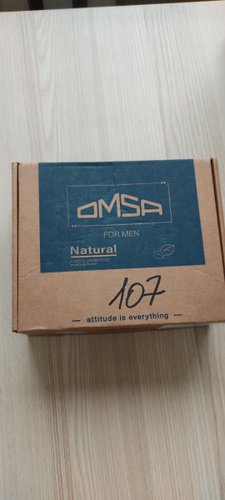 OMSA
FOR MEN
Natural
107
attitude is everything